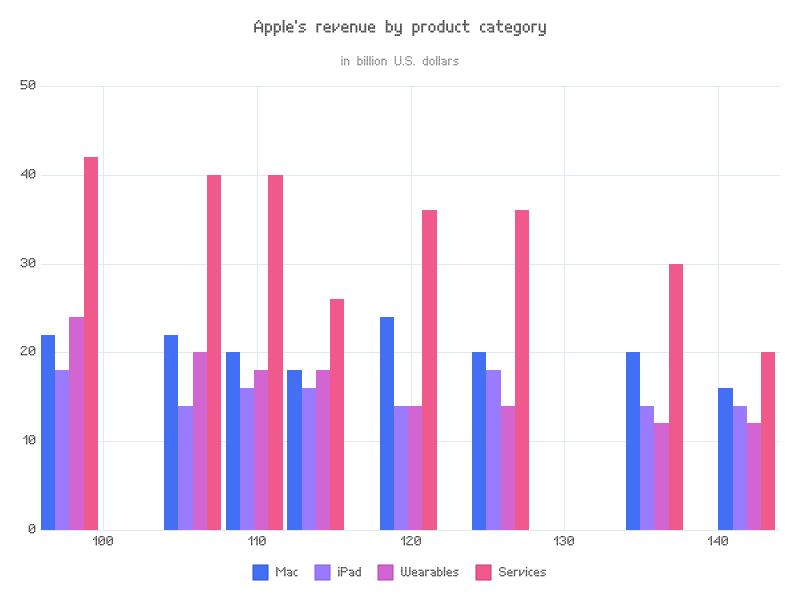 Apple's revenue by product category
in billion U.S. dollars
50
40
30
20
10
0
100 110 120 130 140
Mac iPad Wearables Services